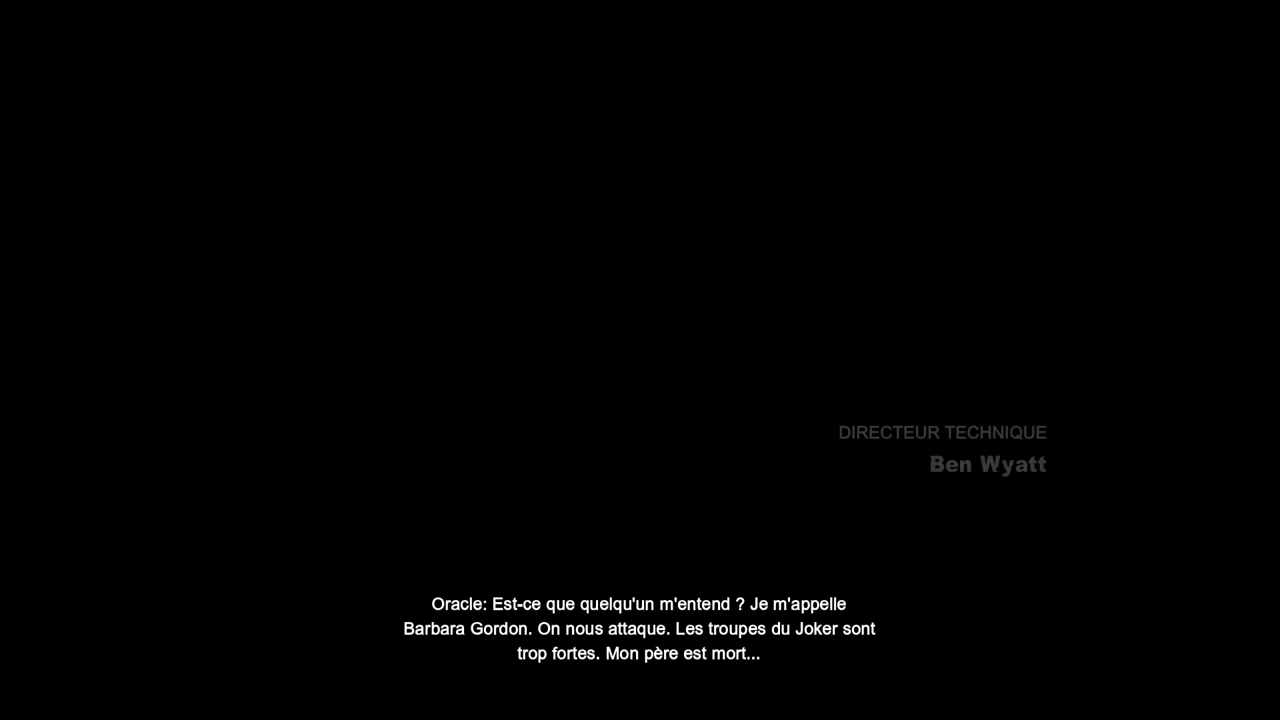 DIRECTEUR TECHNIQUE
Ben Wyatt
Oracle: Est-ce que quelqu'un m'entend ? Je m'appelle
Barbara Gordon. On nous attaque. Les troupes du Joker sont
trop fortes. Mon père est mort...